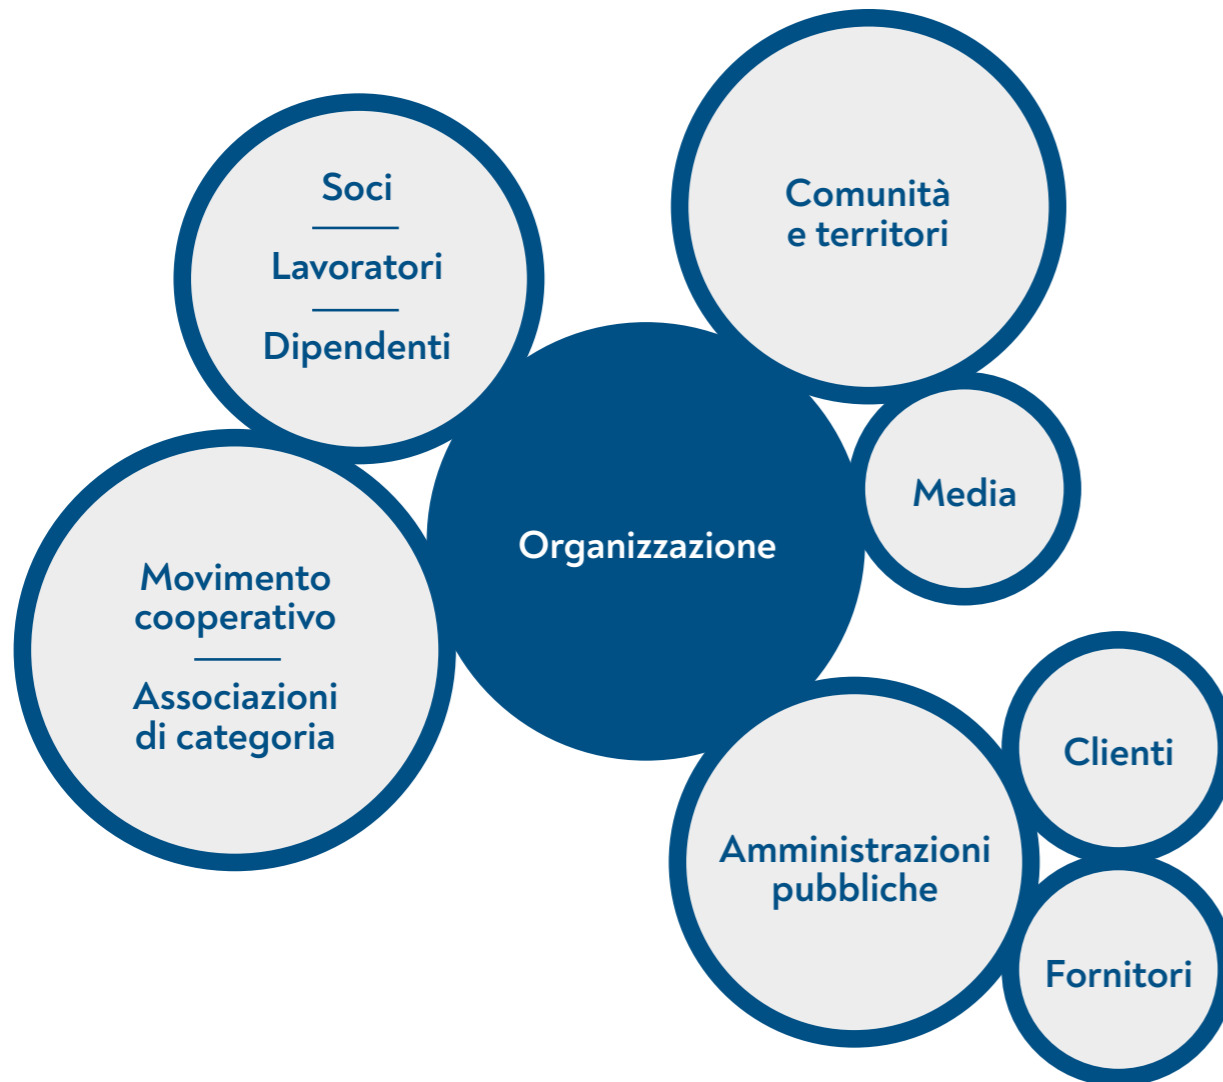 Soci
Lavoratori
Dipendenti
Comunità
e territori
Media
Organizzazione
Movimento
cooperativo
Associazioni
di categoria
Clienti
Amministrazioni
pubbliche
Fornitori